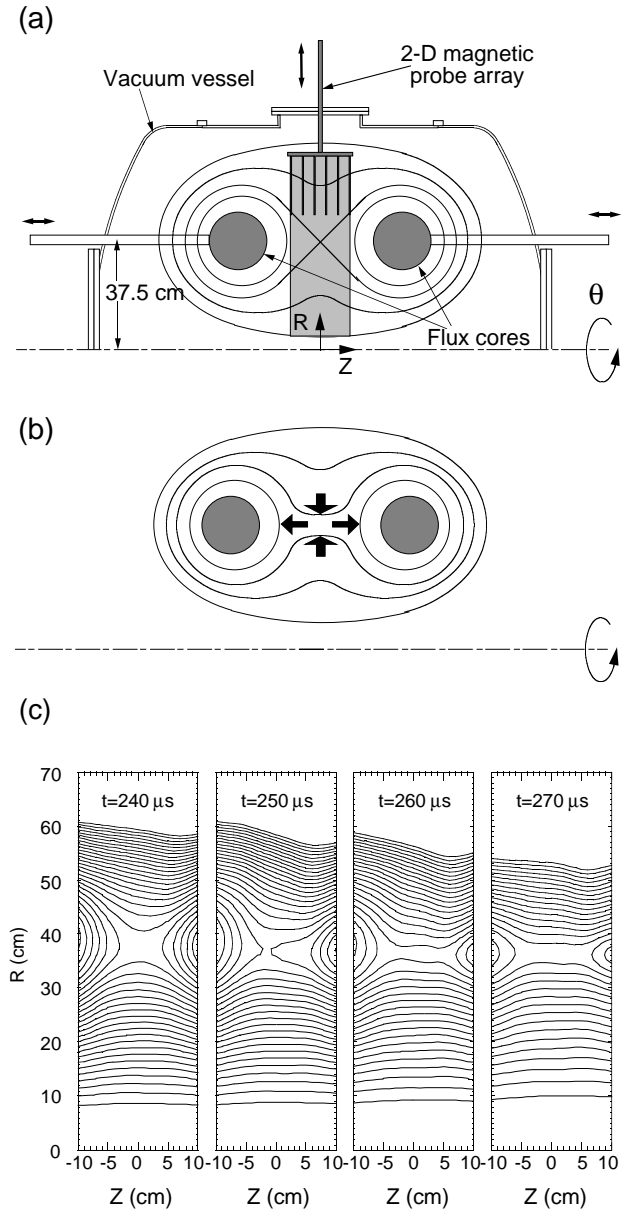 (a)
2-D magnetic
probe array
Vacuum vessel
37.5 cm
R
Z
Flux cores
θ
(b)
(c)
70
60
50
40
30
20
10
0
R (cm)
t=240 μs
t=250 μs
t=260 μs
t=270 μs
-10 -5 0 5 10
-10 -5 0 5 10
-10 -5 0 5 10
-10 -5 0 5 10
Z (cm)
Z (cm)
Z (cm)
Z (cm)